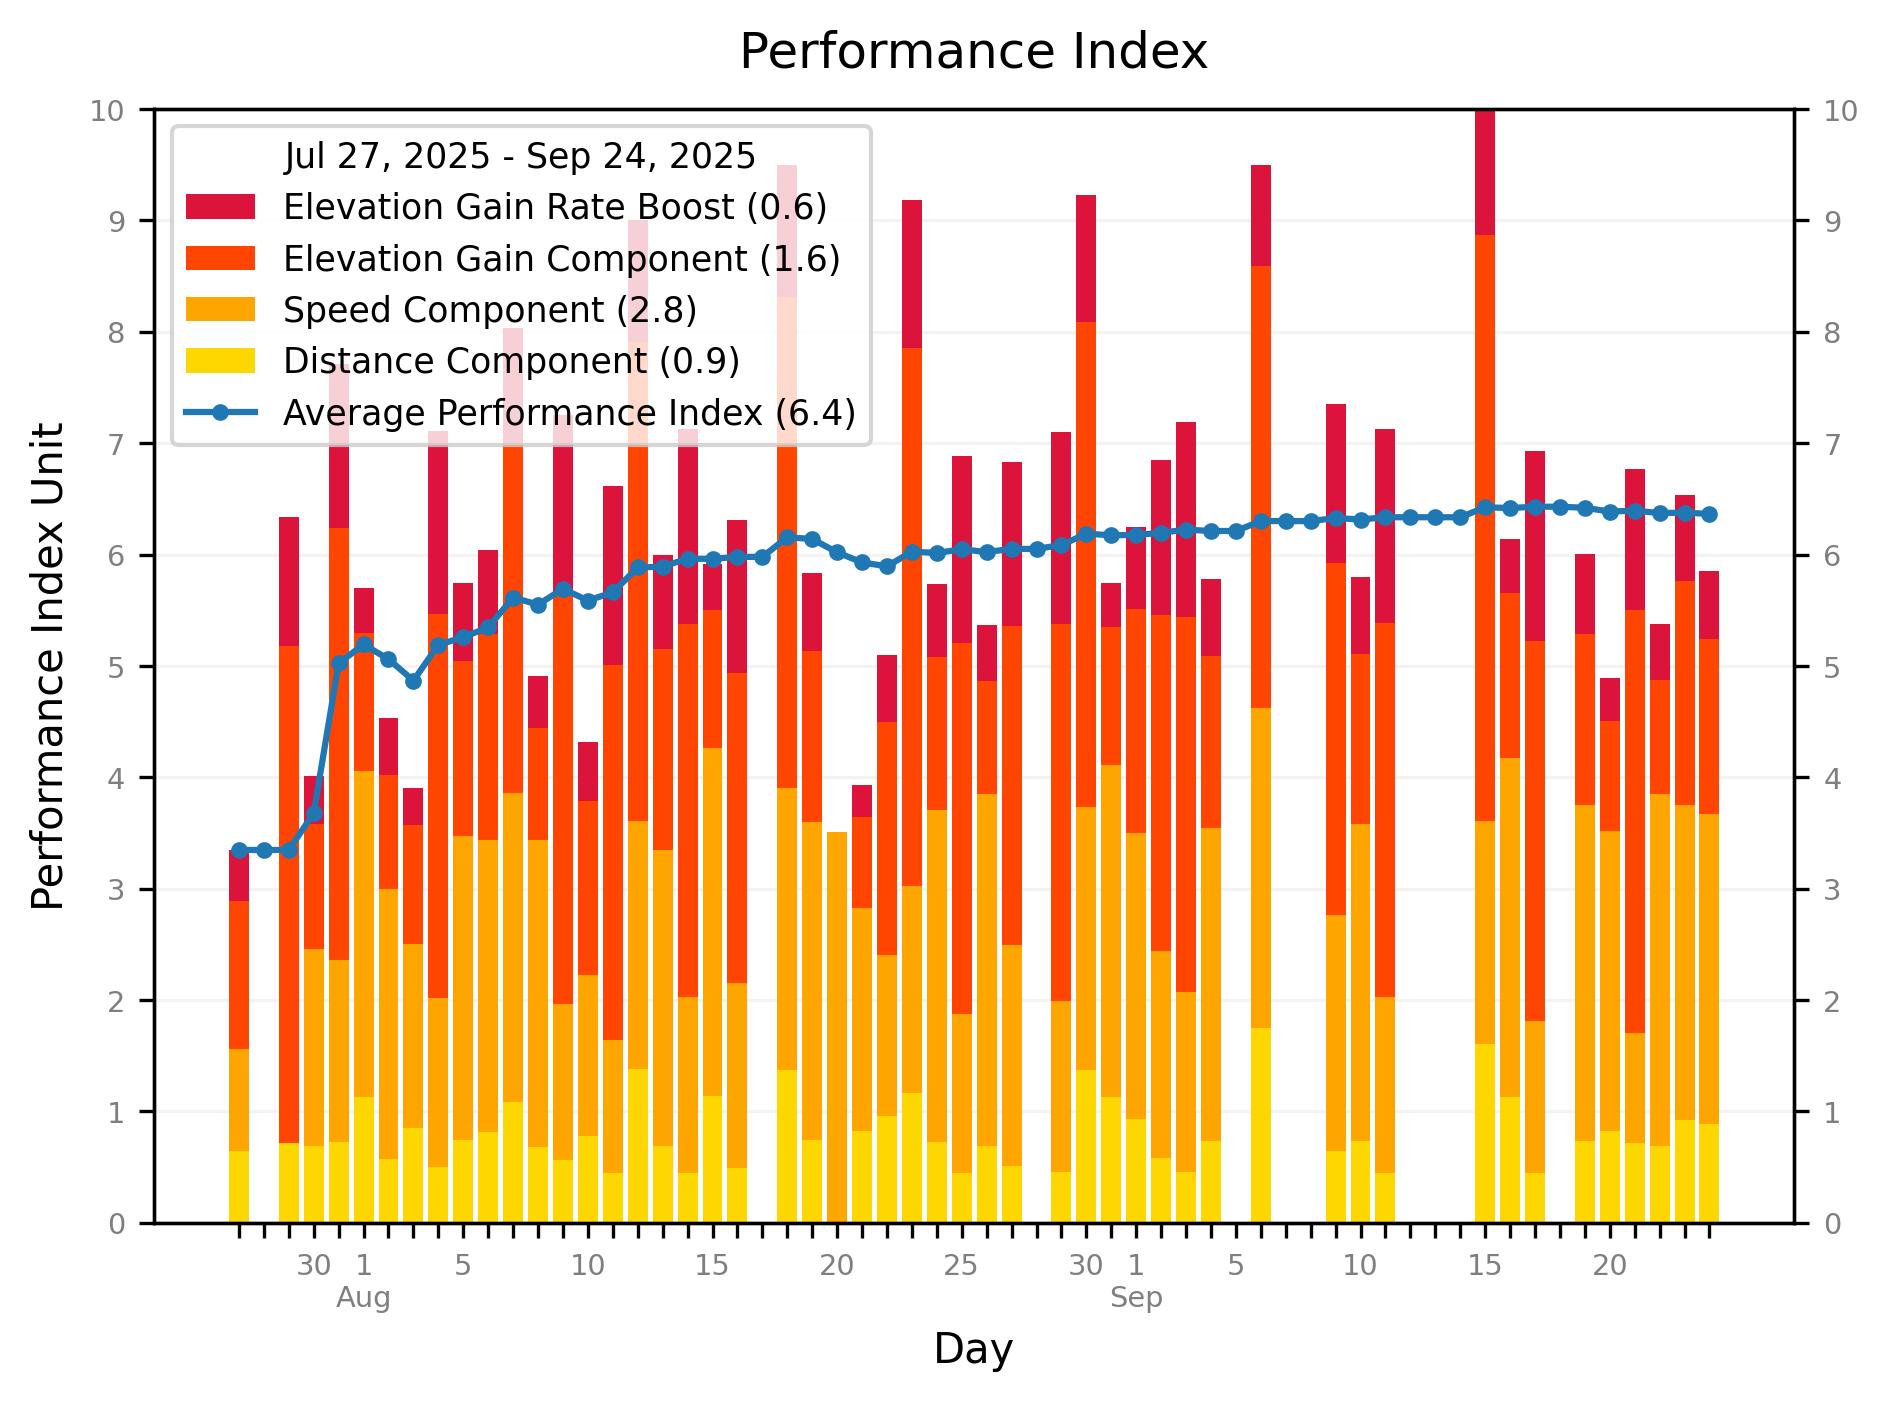 Performance Index
Jul 27, 2025 - Sep 24, 2025
Elevation Gain Rate Boost (0.6)
Elevation Gain Component (1.6)
Speed Component (2.8)
Distance Component (0.9)
Average Performance Index (6.4)
Performance Index Unit
10
9
8
7
6
5
4
3
2
1
0
10
9
8
7
6
5
4
3
2
1
0
30 1 5 10 15 20 25 30 1 5 10 15 20
Aug Sep
Day